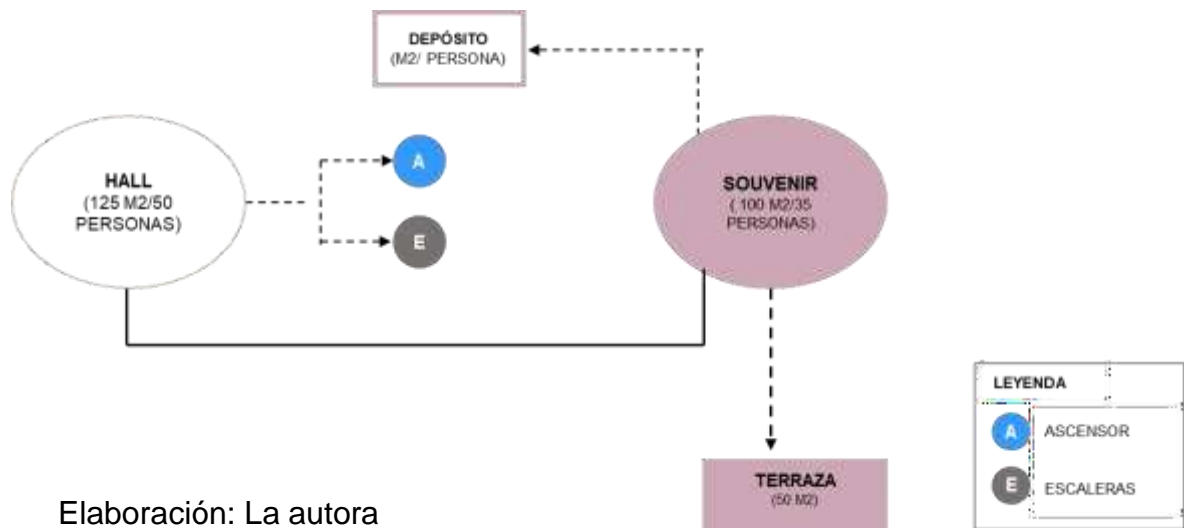 DEPÓSITO
(M2/ PERSONA)
HALL
(125 M2/50
PERSONAS)
A
E
SOUVENIR
( 100 M2/35
PERSONAS)
TERRAZA
(50 M2)
LEYENDA
A ASCENSOR
E ESCALERAS
Elaboración: La autora